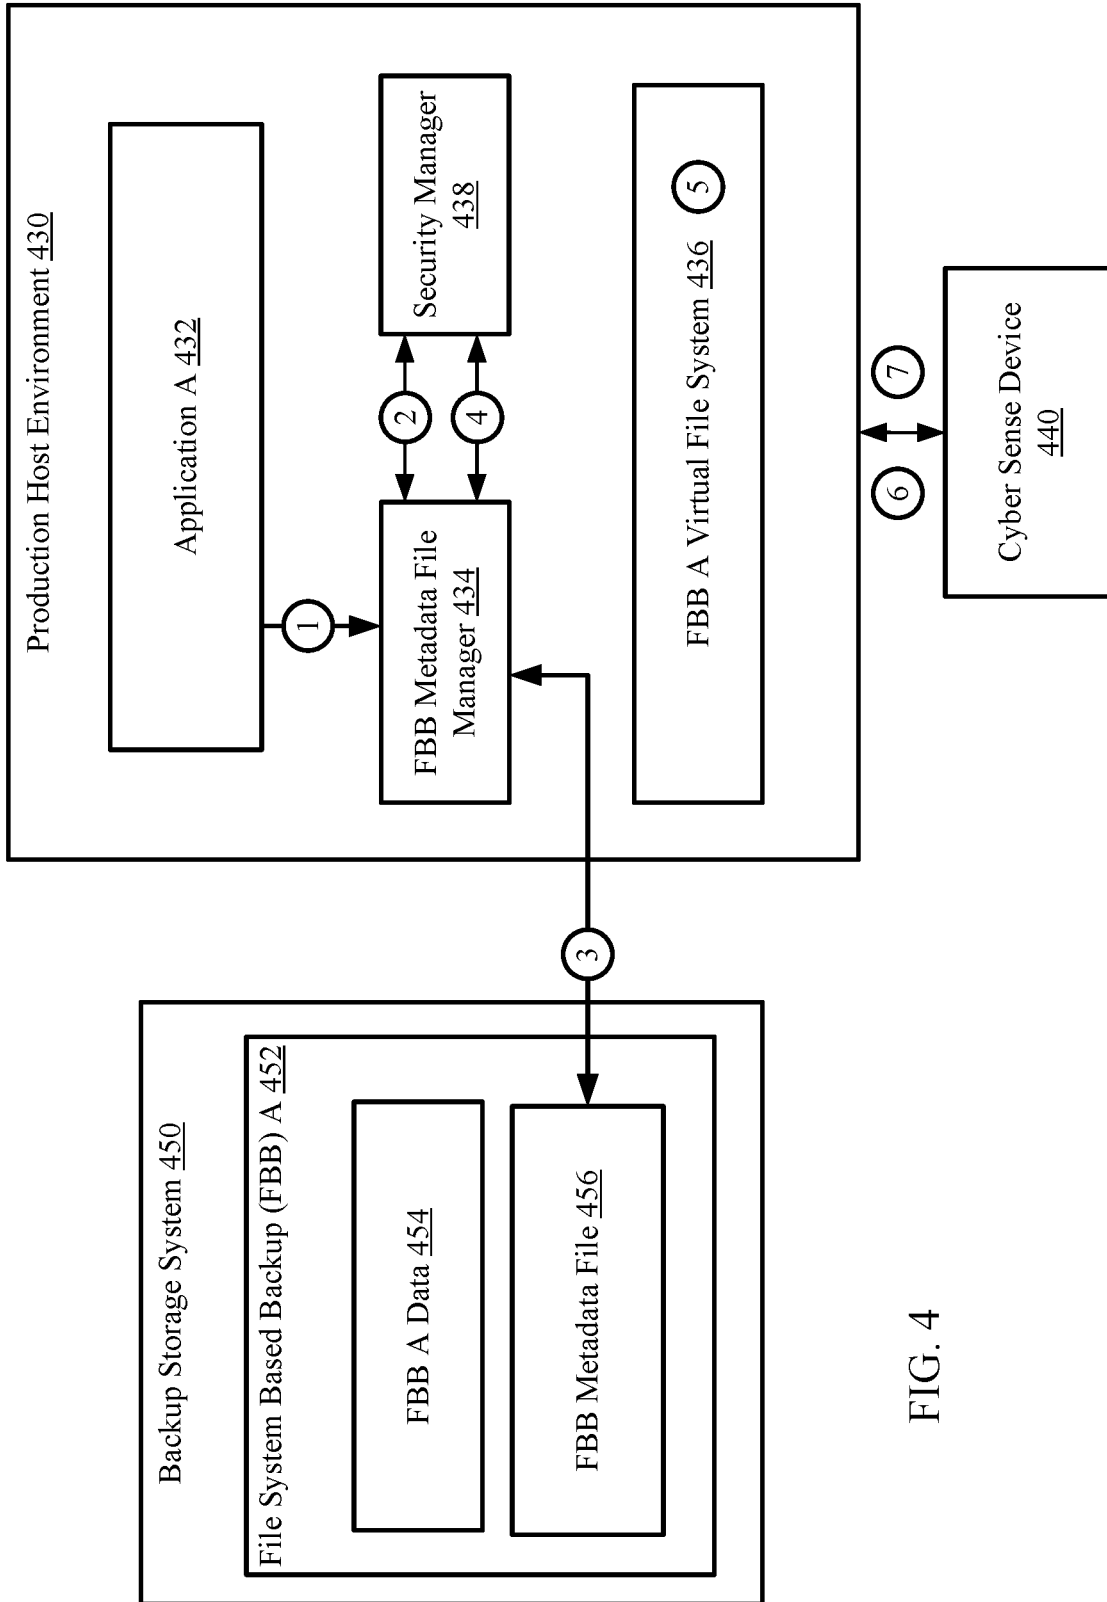 Production Host Environment 430
Application A 432
1
FBB Metadata File
Manager 434
2
4
Security Manager
438
FBB A Virtual File System 436
5
6
7
Cyber Sense Device
440
3
Backup Storage System 450
File System Based Backup (FBB) A 452
FBB A Data 454
FBB Metadata File 456
FIG. 4